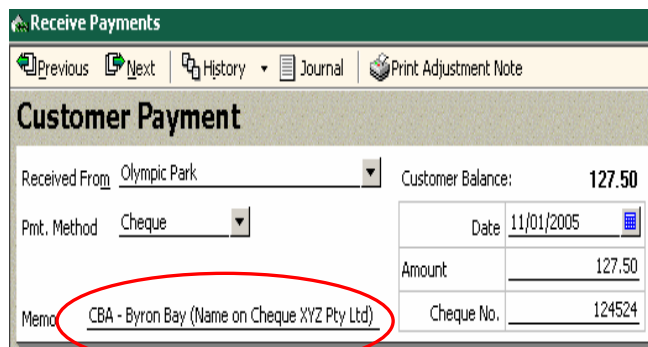 Receive Payments
Previous Next History Journal Print Adjustment Note
Customer Payment
Received From Olympic Park Customer Balance: 127.50
Pmt. Method Cheque Date 11/01/2005
Amount 127.50
Memo CBA - Byron Bay (Name on Cheque XYZ Pty Ltd) Cheque No. 124524